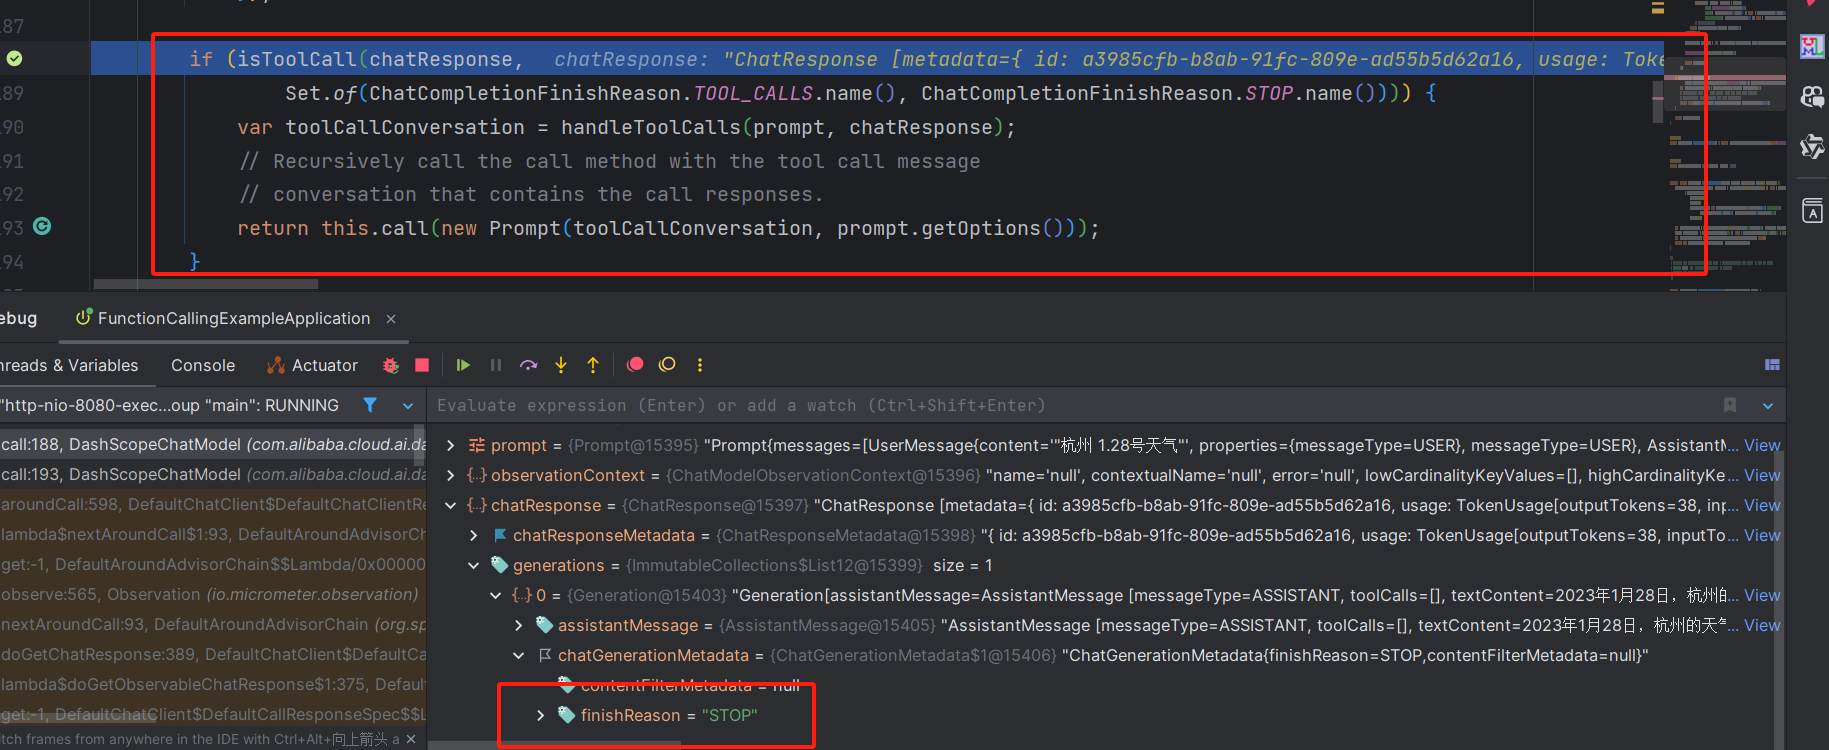 187
if (isToolCall(chatResponse, chatResponse: "ChatResponse [metadata={ id: a3985cfb-b8ab-91fc-809e-ad55b5d62a16, usage: Toke
189
Set.of(ChatCompletionFinishReason.TOOL_CALLS.name(), ChatCompletionFinishReason.STOP.name()))) {
190
var toolCallConversation = handleToolCalls(prompt, chatResponse);
191
// Recursively call the call method with the tool call message
192
// conversation that contains the call responses.
193
return this.call(new Prompt(toolCallConversation, prompt.getOptions()));
194
}
ebug
FunctionCallingExampleApplication ×
hreads & Variables
Console
Actuator
"http-nio-8080-exec...oup "main": RUNNING
Evaluate expression (Enter) or add a watch (Ctrl+Shift+Enter)
call:188, DashScopeChatModel (com.alibaba.cloud.ai.da
call:193, DashScopeChatModel (com.alibaba.cloud.ai.da
aroundCall:598, DefaultChatClient$DefaultChatClientRe
lambda$nextAroundCall$1:93, DefaultAroundAdvisorCh
get:-1, DefaultAroundAdvisorChain$$Lambda/0x00000
observe:565, Observation (io.micrometer.observation)
nextAroundCall:93, DefaultAroundAdvisorChain (org.sp
doGetChatResponse:389, DefaultChatClient$DefaultCa
lambda$doGetObservableChatResponse$1:375, Default
get:-1, DefaultChatClient$DefaultCallResponseSpec$$L
itch frames from anywhere in the IDE with Ctrl+Alt+向上箭头 a ×
prompt = {Prompt@15395} "Prompt{messages=[UserMessage{content='"杭州 1.28号天气"', properties={messageType=USER}, messageType=USER}, AssistantM... View
observationContext = {ChatModelObservationContext@15396} "name='null', contextualName='null', error='null', lowCardinalityKeyValues=[], highCardinalityKe... View
chatResponse = {ChatResponse@15397} "ChatResponse [metadata={ id: a3985cfb-b8ab-91fc-809e-ad55b5d62a16, usage: TokenUsage[outputTokens=38, inp... View
chatResponseMetadata = {ChatResponseMetadata@15398} "{ id: a3985cfb-b8ab-91fc-809e-ad55b5d62a16, usage: TokenUsage[outputTokens=38, inputTo... View
generations = {ImmutableCollections$List12@15399} size = 1
0 = {Generation@15403} "Generation[assistantMessage=AssistantMessage [messageType=ASSISTANT, toolCalls=[], textContent=2023年1月28日，杭州的... View
assistantMessage = {AssistantMessage@15405} "AssistantMessage [messageType=ASSISTANT, toolCalls=[], textContent=2023年1月28日，杭州的天气... View
chatGenerationMetadata = {ChatGenerationMetadata$1@15406} "ChatGenerationMetadata{finishReason=STOP,contentFilterMetadata=null}"
contentFilterMetadata = null
finishReason = "STOP"